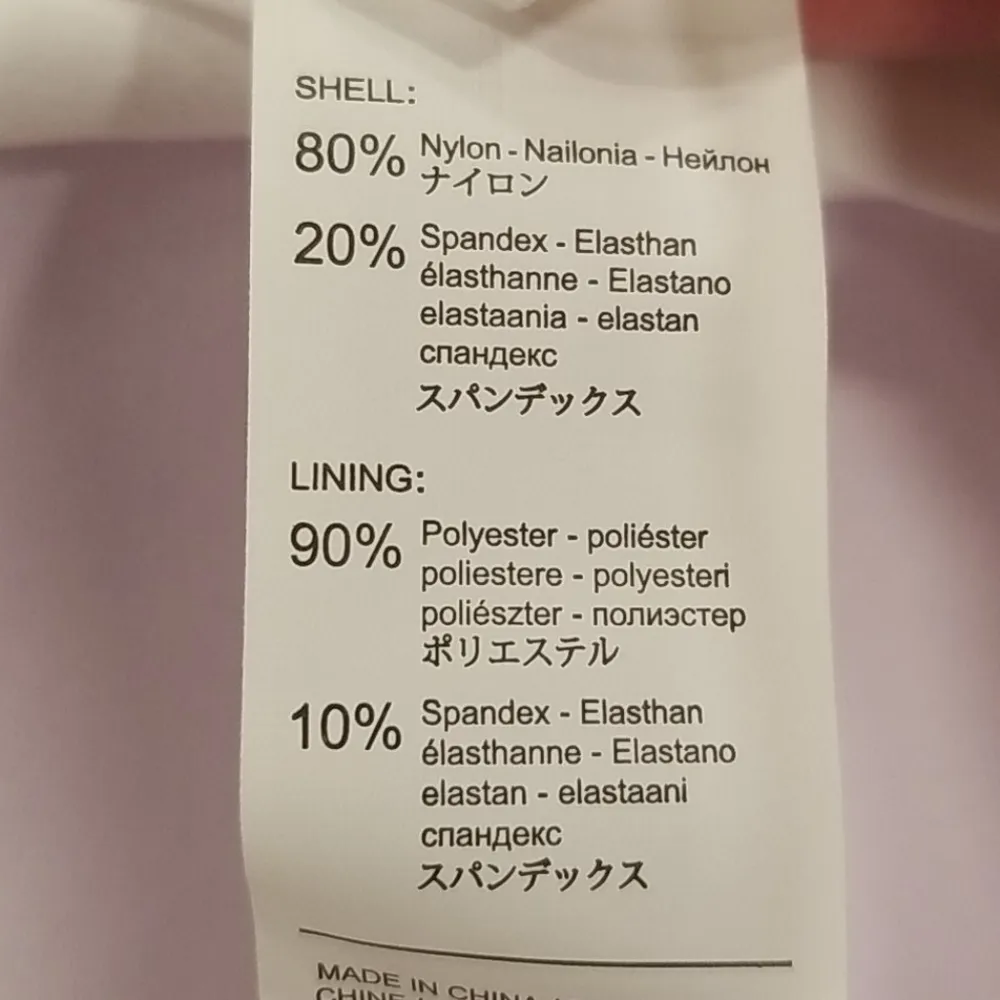 SHELL:
80% Nylon - Nailonia - Нейлон
ナイロン
20% Spandex - Elasthan
élasthanne - Elastano
elastaania - elastan
спандекс
スパンデックス
LINING:
90% Polyester - poliéster
poliestere - polyesteri
poliészter - полиэстер
ポリエステル
10% Spandex - Elasthan
élasthanne - Elastano
elastan - elastaani
спандекс
スパンデックス
MADE IN CHINA
CHINE